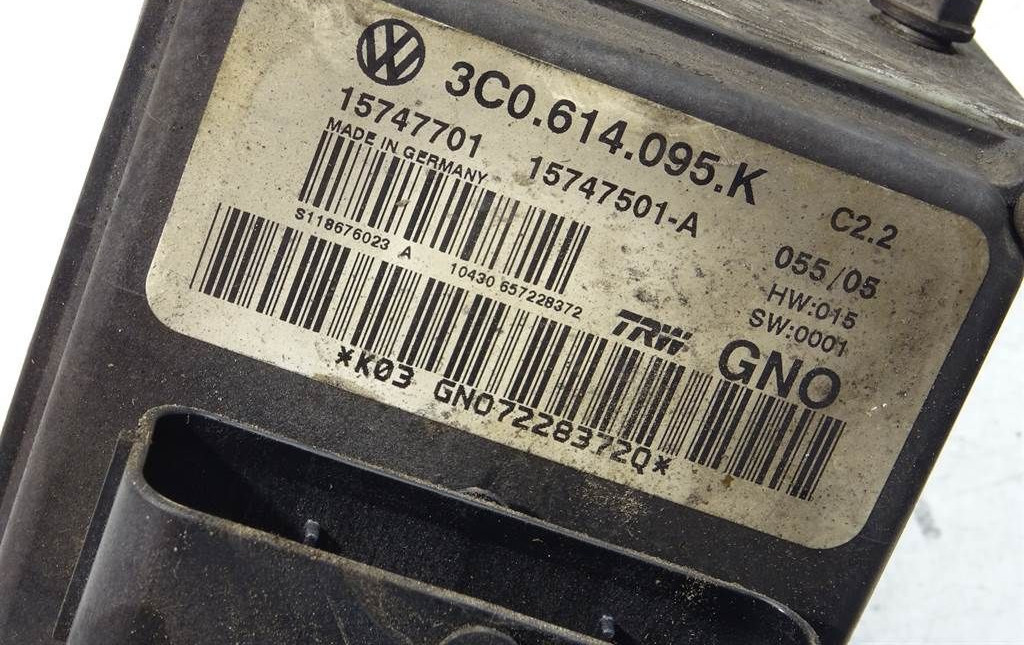 3C0.614.095.K
15747701 15747501-A C2.2
MADE IN GERMANY
055/05
HW:015
SW:0001
S118676023 A 10430 657228372
TRW GNO
*K03 GNO7228372Q*